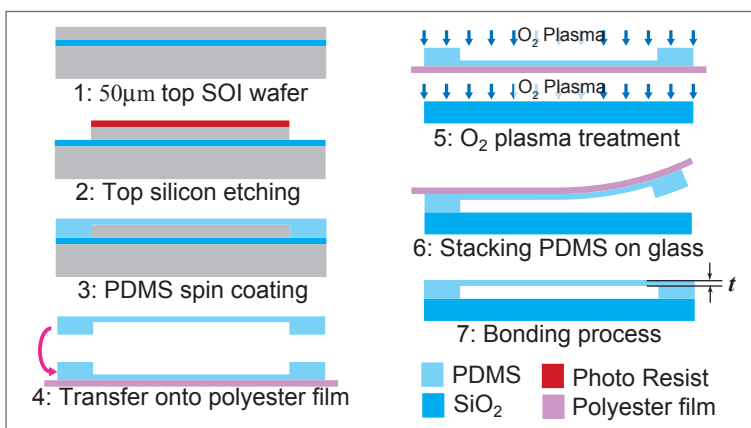 1: 50μm top SOI wafer
2: Top silicon etching
3: PDMS spin coating
4: Transfer onto polyester film
O₂ Plasma
O₂ Plasma
5: O₂ plasma treatment
6: Stacking PDMS on glass
t
7: Bonding process
PDMS
Photo Resist
SiO₂
Polyester film